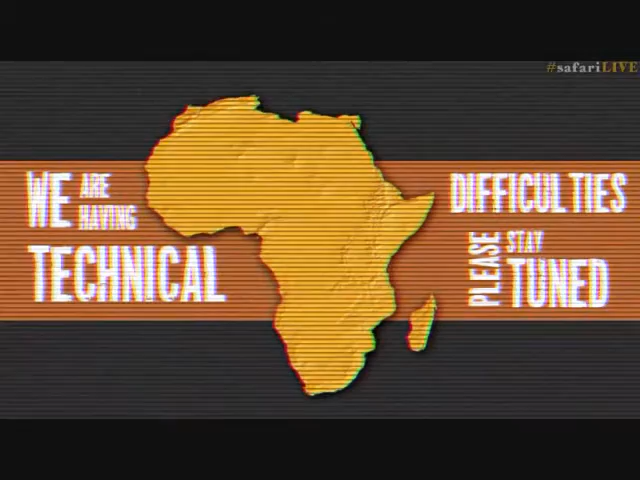 #safariLIVE
WE ARE HAVING
TECHNICAL
DIFFICULTIES
PLEASE STAY
TUNED